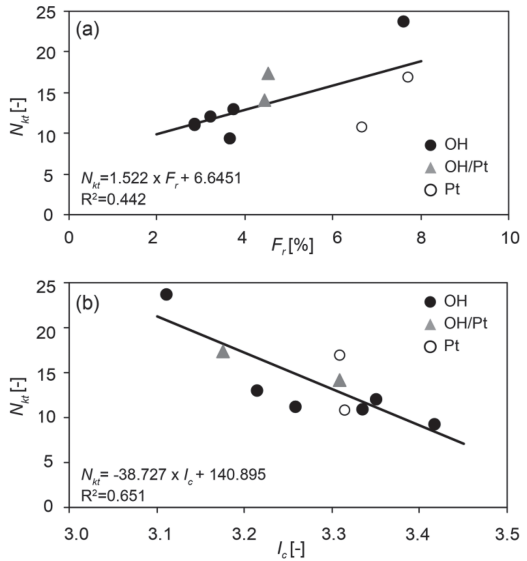 25
(a)
20
15
10
5
0
N_kt [-]
OH
OH/Pt
Pt
N_kt=1.522 x F_r + 6.6451
R²=0.442
0 2 4 6 8 10
F_r [%]
25
(b)
20
15
10
5
0
N_kt [-]
OH
OH/Pt
Pt
N_kt= -38.727 x I_c + 140.895
R²=0.651
3.0 3.1 3.2 3.3 3.4 3.5
I_c [-]